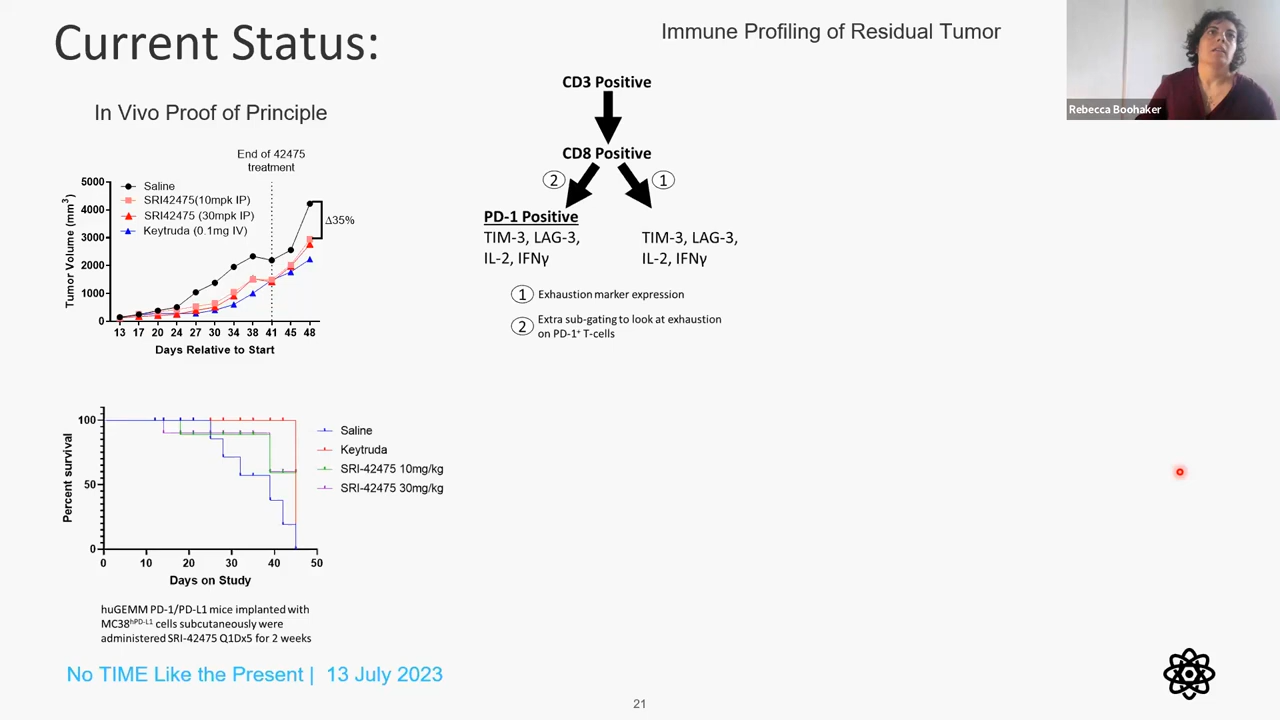 Current Status:
Immune Profiling of Residual Tumor
Rebecca Boohaker
In Vivo Proof of Principle
End of 42475
treatment
Saline
SRI42475(10mpk IP)
SRI42475 (30mpk IP)
Keytruda (0.1mg IV)
Δ35%
Tumor Volume (mm³)
5000
4000
3000
2000
1000
0
13 17 20 24 27 30 34 38 41 45 48
Days Relative to Start
CD3 Positive
CD8 Positive
2
1
PD-1 Positive
TIM-3, LAG-3,
IL-2, IFNγ
TIM-3, LAG-3,
IL-2, IFNγ
1 Exhaustion marker expression
2 Extra sub-gating to look at exhaustion
on PD-1⁺ T-cells
Percent survival
100
50
0
0 10 20 30 40 50
Days on Study
Saline
Keytruda
SRI-42475 10mg/kg
SRI-42475 30mg/kg
huGEMM PD-1/PD-L1 mice implanted with
MC38hPD-L1 cells subcutaneously were
administered SRI-42475 Q1Dx5 for 2 weeks
No TIME Like the Present | 13 July 2023
21